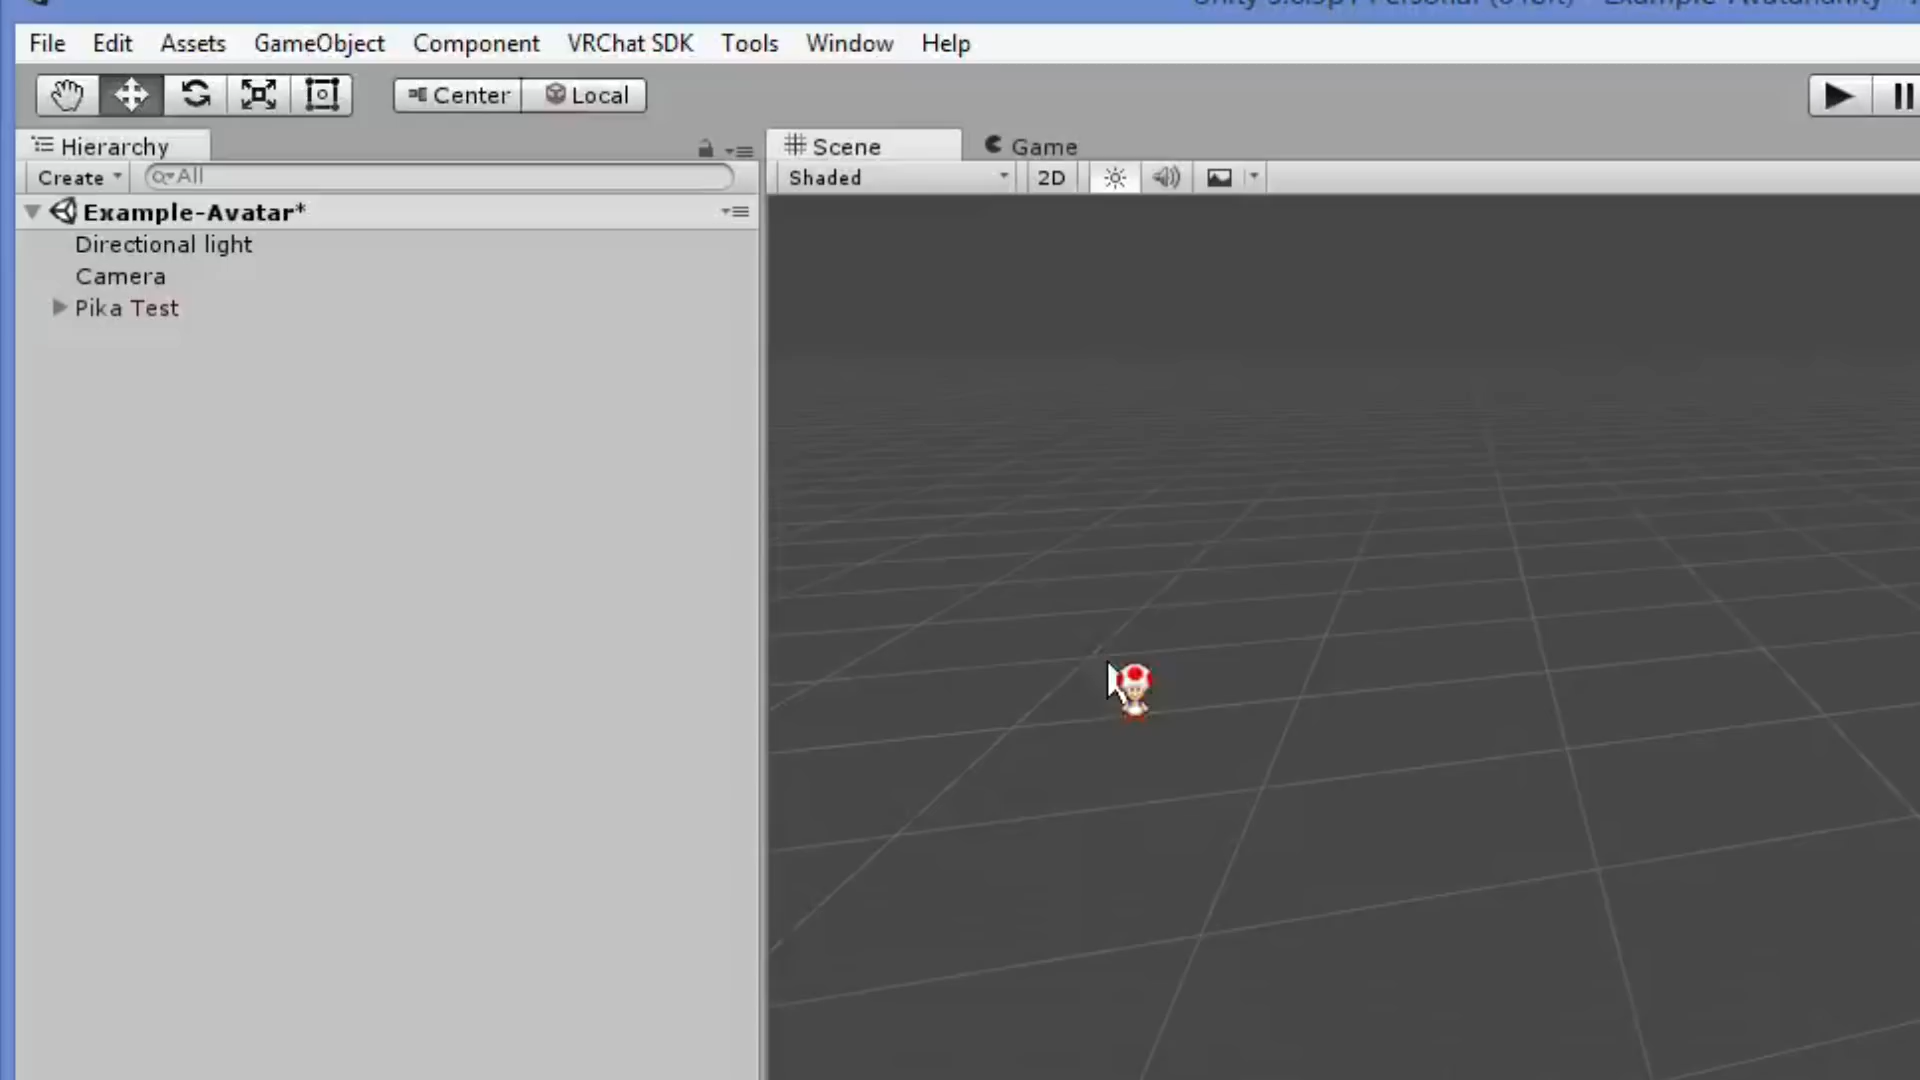 File Edit Assets GameObject Component VRChat SDK Tools Window Help
Center Local
Hierarchy
Scene Game
Create All
Shaded 2D
Example-Avatar*
Directional light
Camera
Pika Test